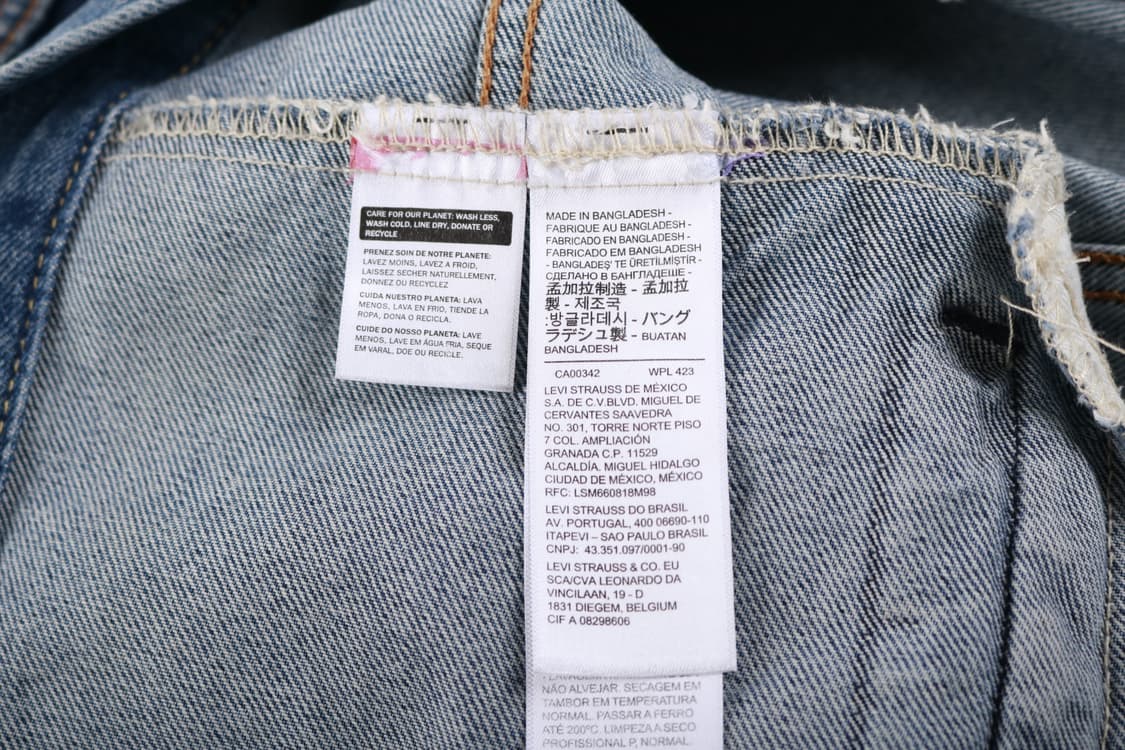 CARE FOR OUR PLANET: WASH LESS,
WASH COLD, LINE DRY, DONATE OR
RECYCLE
PRENEZ SOIN DE NOTRE PLANETE:
LAVEZ MOINS, LAVEZ A FROID,
LAISSEZ SECHER NATURELLEMENT,
DONNEZ OU RECYCLEZ
CUIDA NUESTRO PLANETA: LAVA
MENOS, LAVA EN FRIO, TIENDE LA
ROPA, DONA O RECICLA.
CUIDE DO NOSSO PLANETA: LAVE
MENOS, LAVE EM ÁGUA FRIA, SEQUE
EM VARAL, DOE OU RECICLE.
MADE IN BANGLADESH -
FABRIQUE AU BANGLADESH -
FABRICADO EN BANGLADESH -
FABRICADO EM BANGLADESH
- BANGLADEŞ' TE ÜRETİLMİŞTİR -
СДЕЛАНО В БАНГЛАДЕШЕ -
孟加拉制造 - 孟加拉
製 - 제조국
:방글라데시 - バング
ラデシュ製 - BUATAN
BANGLADESH
CA00342 WPL 423
LEVI STRAUSS DE MÉXICO
S.A. DE C.V.BLVD. MIGUEL DE
CERVANTES SAAVEDRA
NO. 301, TORRE NORTE PISO
7 COL. AMPLIACIÓN
GRANADA C.P. 11529
ALCALDÍA. MIGUEL HIDALGO
CIUDAD DE MÉXICO, MÉXICO
RFC: LSM660818M98
LEVI STRAUSS DO BRASIL
AV. PORTUGAL, 400 06690-110
ITAPEVI – SAO PAULO BRASIL
CNPJ: 43.351.097/0001-90
LEVI STRAUSS & CO. EU
SCA/CVA LEONARDO DA
VINCILAAN, 19 - D
1831 DIEGEM, BELGIUM
CIF A 08298606
NÃO ALVEJAR. SECAGEM EM
TAMBOR EM TEMPERATURA
NORMAL. PASSAR A FERRO
ATÉ 200°C. LIMPEZA A SECO
PROFISSIONAL P, NORMAL.